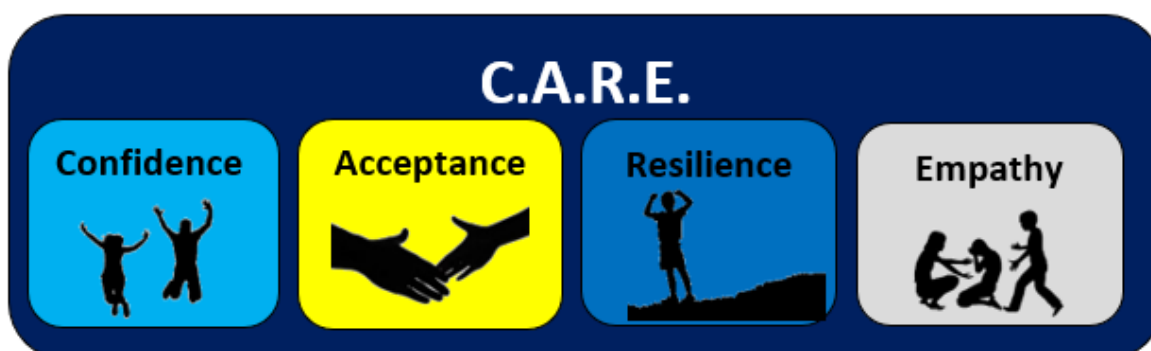 C.A.R.E.
Confidence
Acceptance
Resilience
Empathy